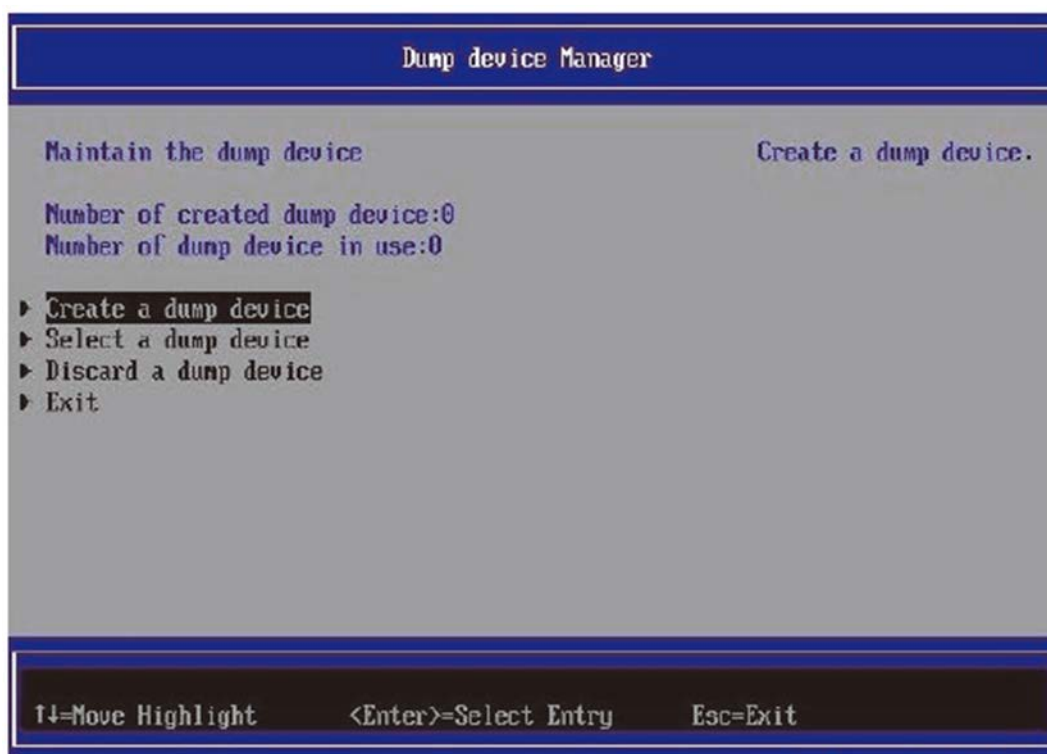 Dump device Manager
Maintain the dump device
Create a dump device.
Number of created dump device:0
Number of dump device in use:0
Create a dump device
Select a dump device
Discard a dump device
Exit
↑↓=Move Highlight <Enter>=Select Entry Esc=Exit